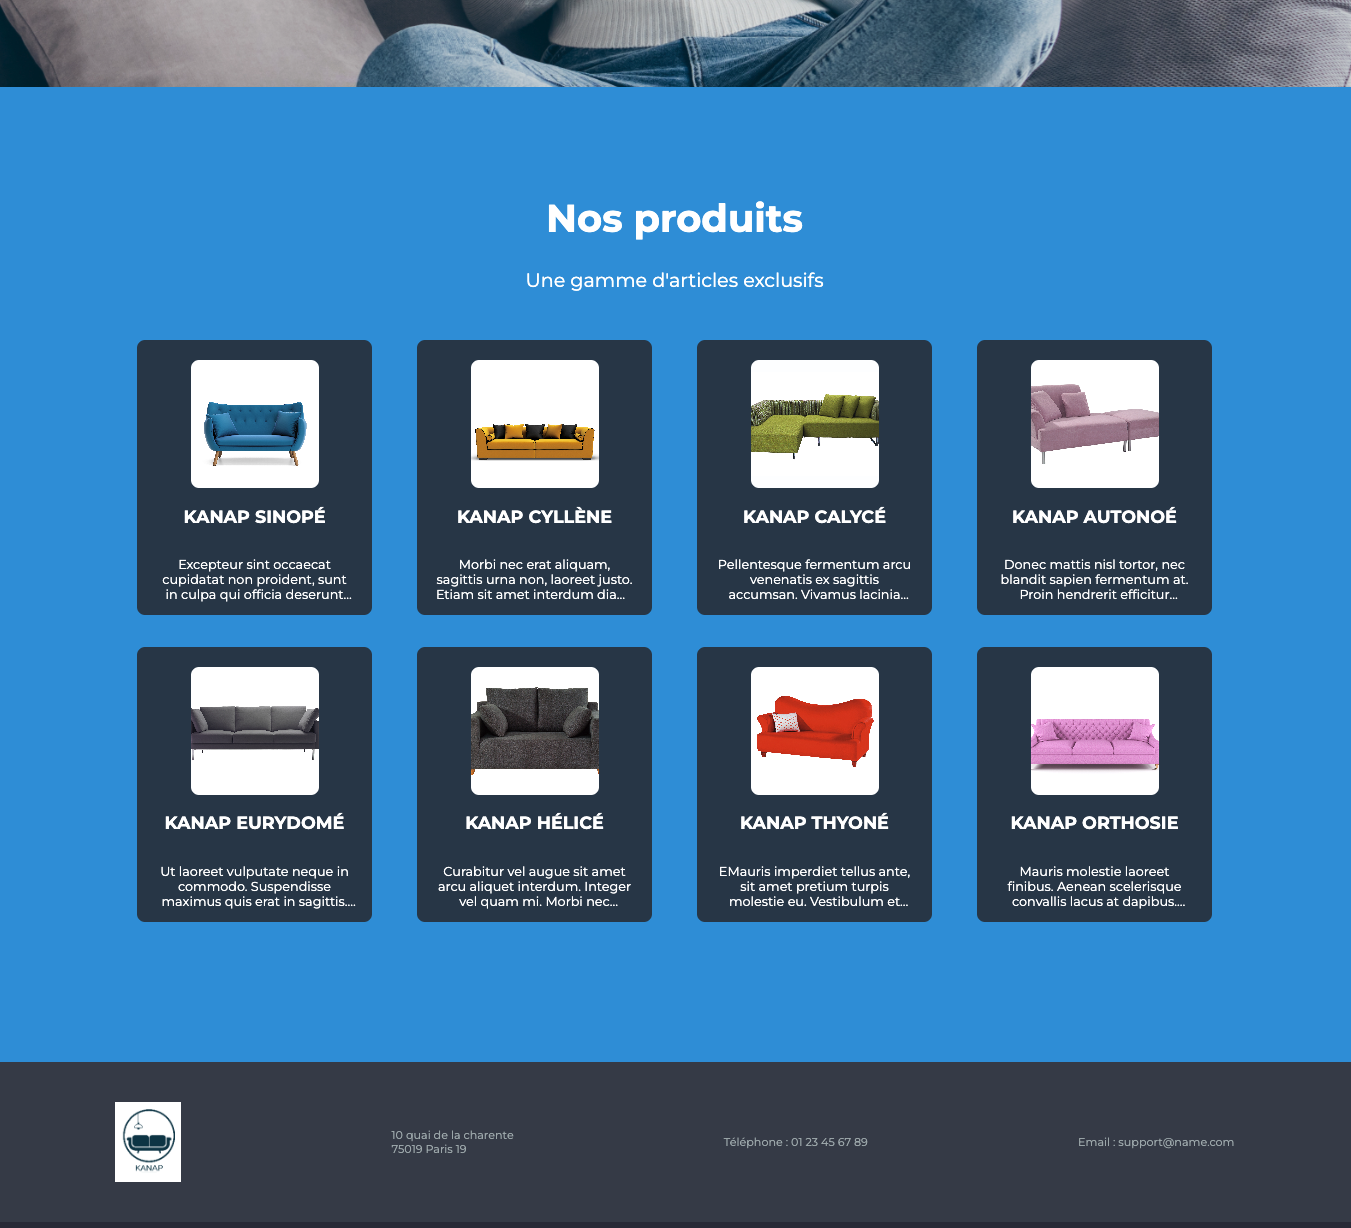 Nos produits
Une gamme d'articles exclusifs
KANAP SINOPÉ
Excepteur sint occaecat
cupidatat non proident, sunt
in culpa qui officia deserunt...
KANAP CYLLÈNE
Morbi nec erat aliquam,
sagittis urna non, laoreet justo.
Etiam sit amet interdum dia...
KANAP CALYCÉ
Pellentesque fermentum arcu
venenatis ex sagittis
accumsan. Vivamus lacinia...
KANAP AUTONOÉ
Donec mattis nisl tortor, nec
blandit sapien fermentum at.
Proin hendrerit efficitur...
KANAP EURYDOMÉ
Ut laoreet vulputate neque in
commodo. Suspendisse
maximus quis erat in sagittis....
KANAP HÉLICÉ
Curabitur vel augue sit amet
arcu aliquet interdum. Integer
vel quam mi. Morbi nec...
KANAP THYONÉ
EMauris imperdiet tellus ante,
sit amet pretium turpis
molestie eu. Vestibulum et...
KANAP ORTHOSIE
Mauris molestie laoreet
finibus. Aenean scelerisque
convallis lacus at dapibus....
KANAP
10 quai de la charente
75019 Paris 19
Téléphone : 01 23 45 67 89
Email : support@name.com